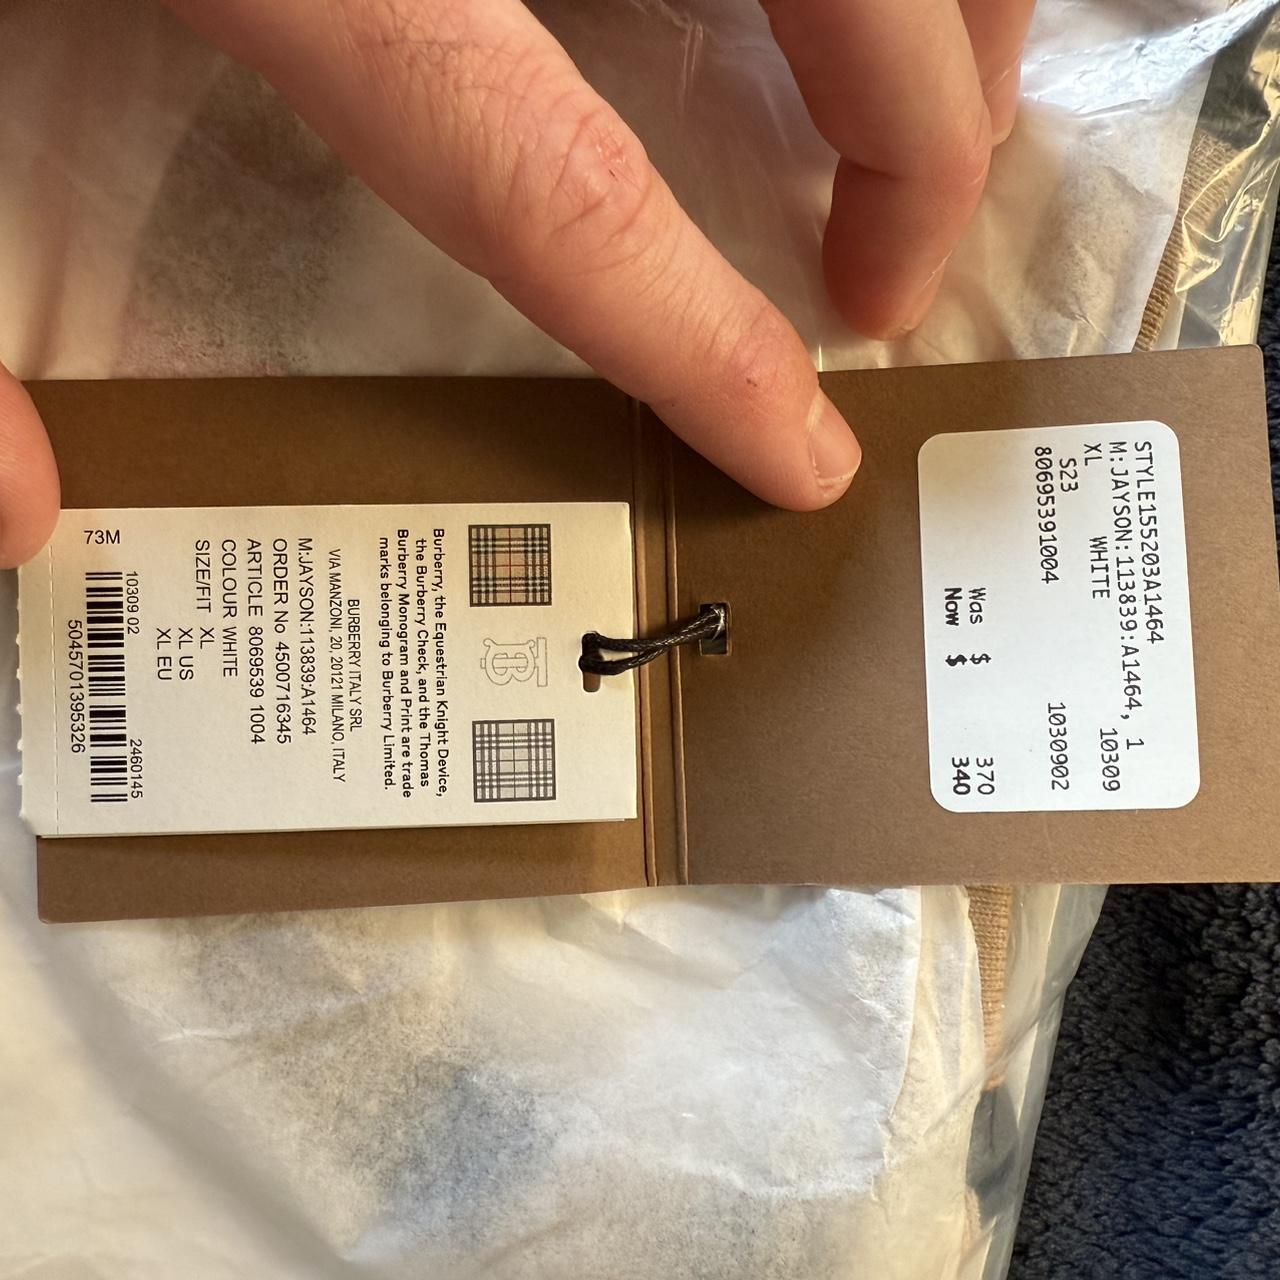 Burberry, the Equestrian Knight Device,
the Burberry Check, and the Thomas
Burberry Monogram and Print are trade
marks belonging to Burberry Limited.
BURBERRY ITALY SRL
VIA MANZONI, 20, 20121 MILANO, ITALY
M:JAYSON:113839:A1464
ORDER No 4500716345
ARTICLE 8069539 1004
COLOUR WHITE
SIZE/FIT XL
XL US
XL EU
10309 02 2460145
5045701395326
73M
STYLE155203A1464
M:JAYSON:113839:A1464, 1
XL WHITE 10309
S23
80695391004 1030902
Was $ 370
Now $ 340